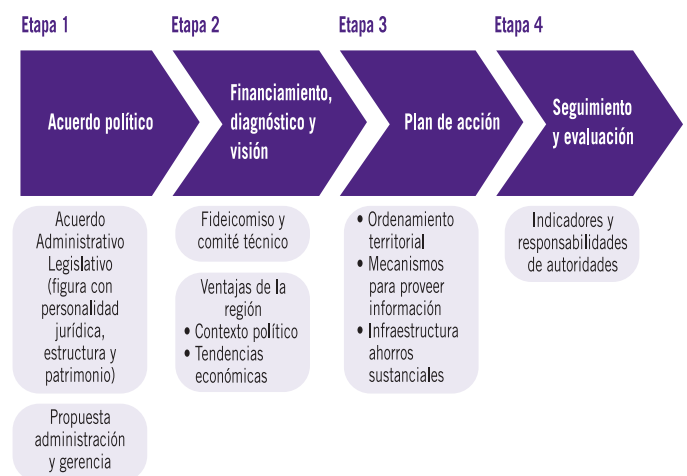 Etapa 1
Etapa 2
Etapa 3
Etapa 4
Acuerdo político
Financiamiento,
diagnóstico y
visión
Plan de acción
Seguimiento
y evaluación
Acuerdo
Administrativo
Legislativo
(figura con
personalidad
jurídica,
estructura y
patrimonio)
Propuesta
administración
y gerencia
Fideicomiso y
comité técnico
Ventajas de la
región
• Contexto político
• Tendencias
económicas
• Ordenamiento
territorial
• Mecanismos
para proveer
información
• Infraestructura
ahorros
sustanciales
Indicadores y
responsabilidades
de autoridades